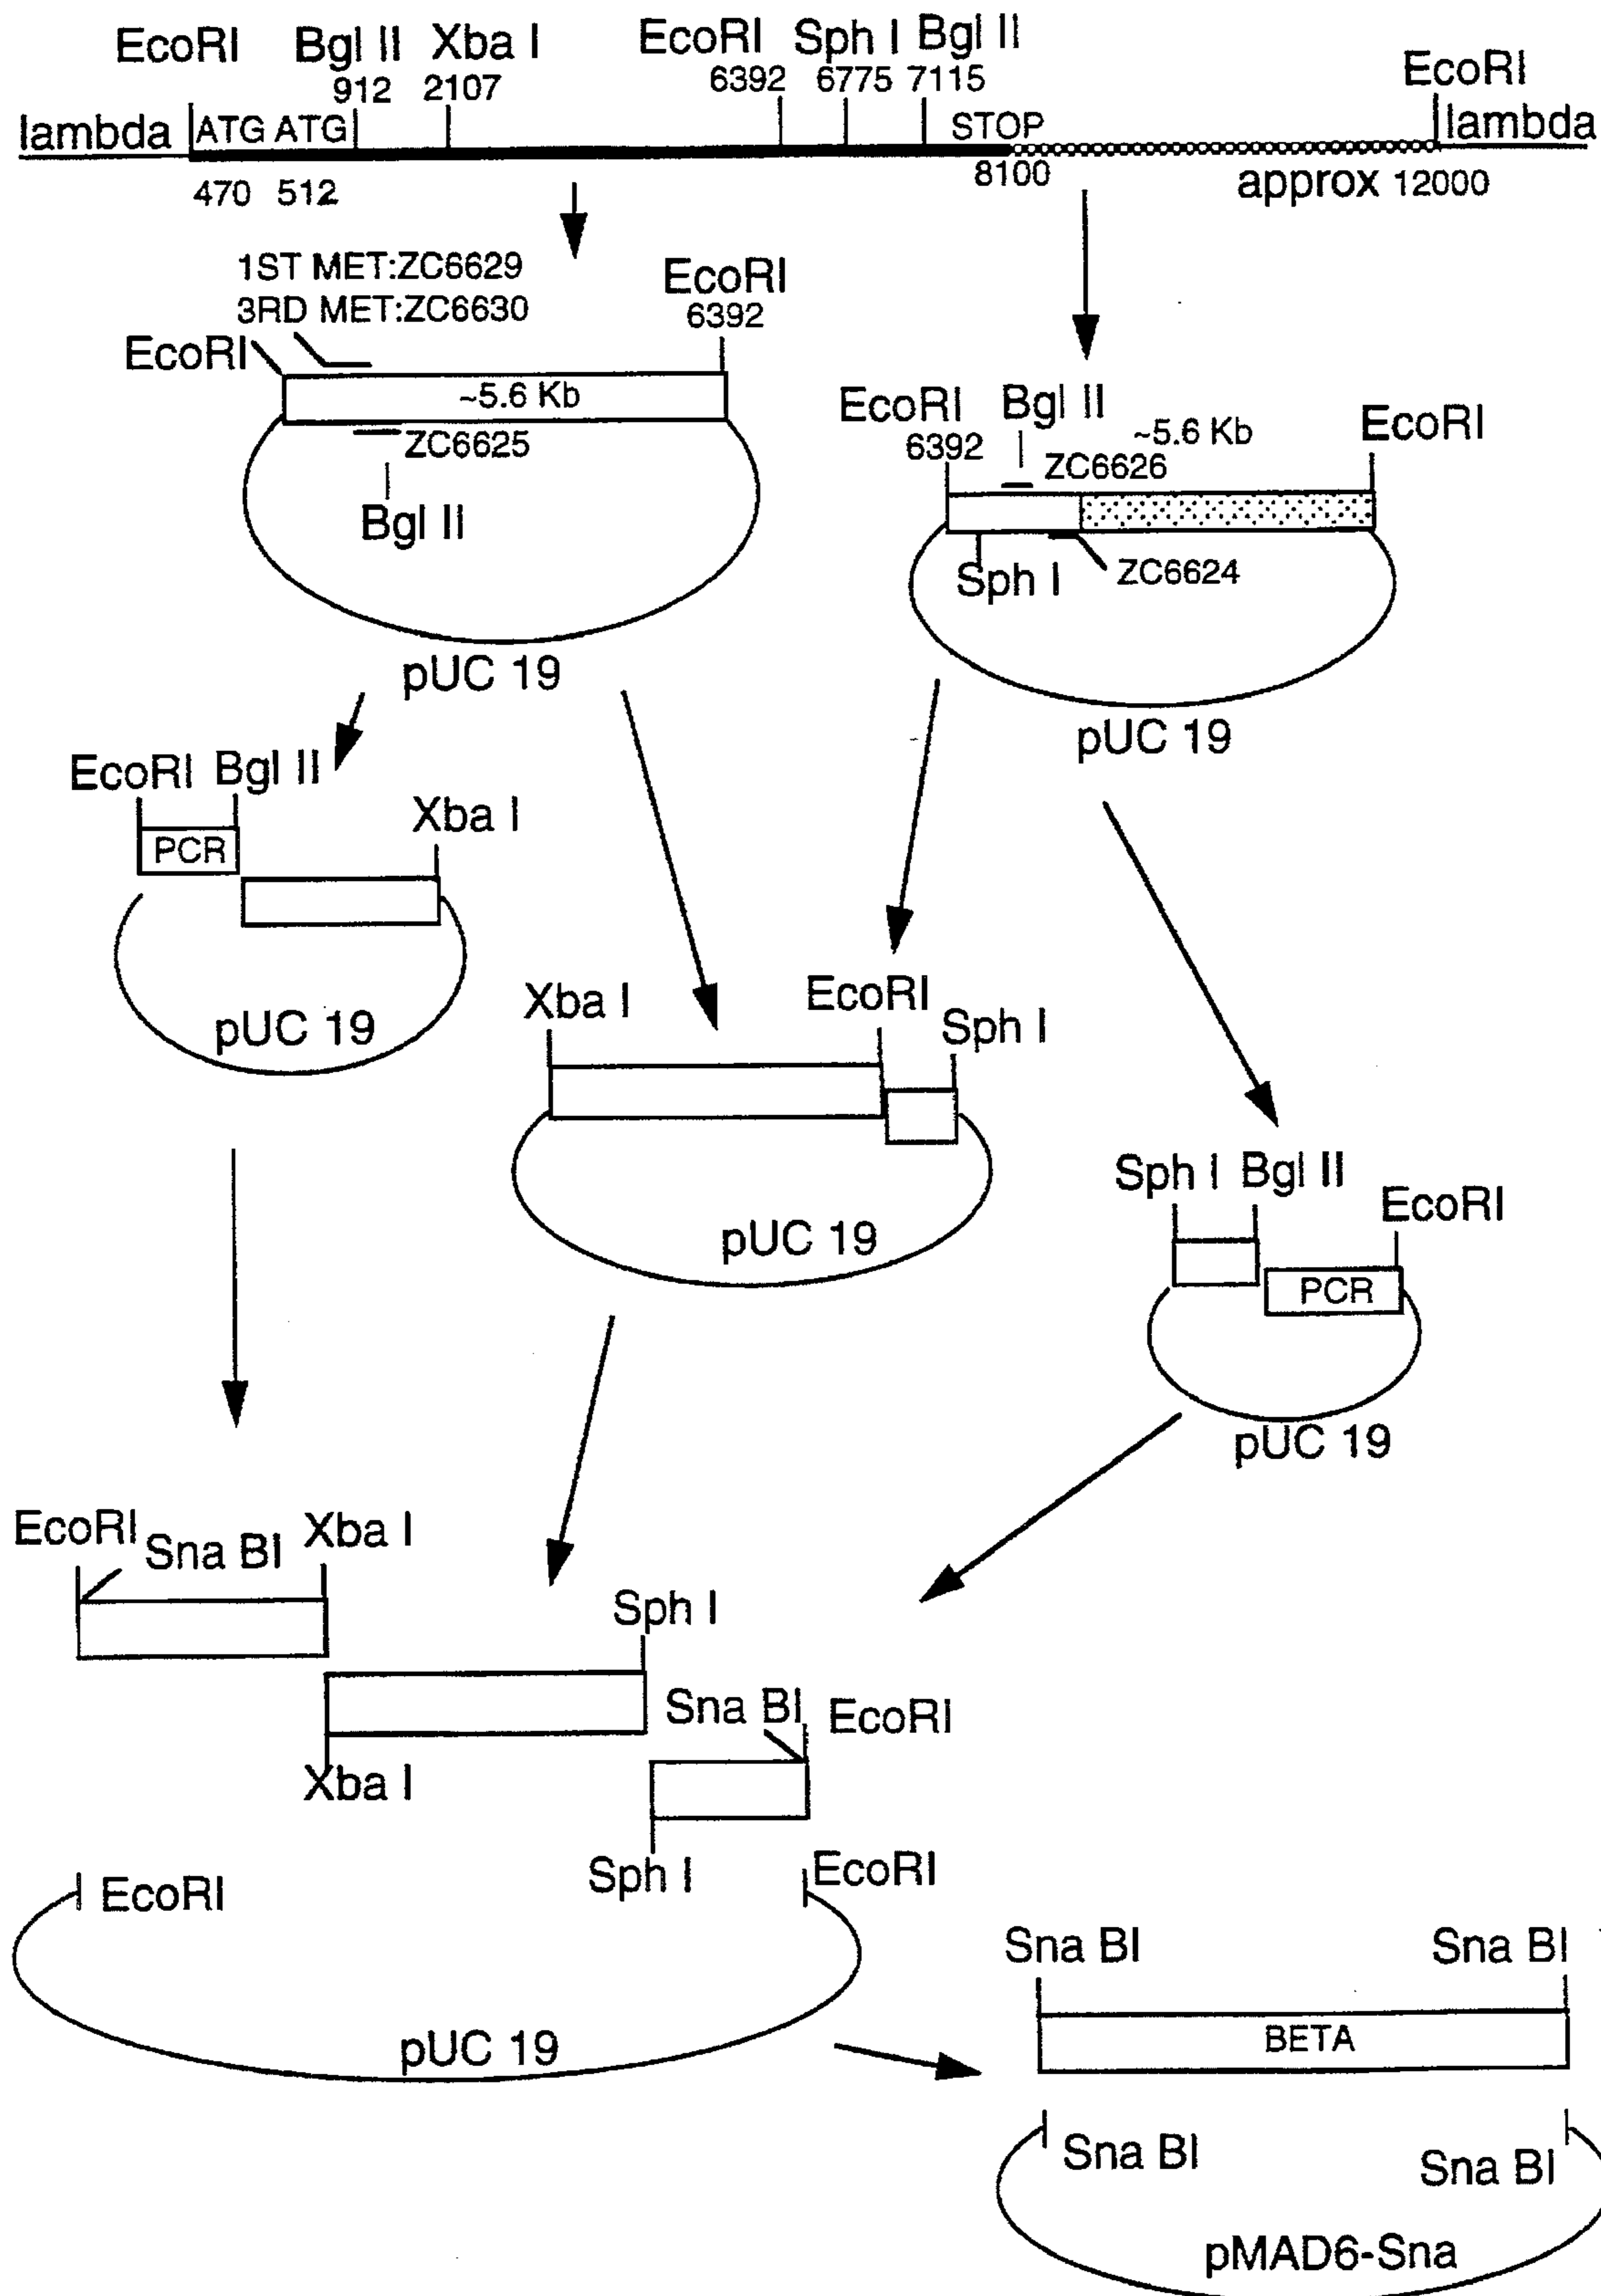 EcoRI Bgl II Xba I EcoRI Sph I Bgl II
912 2107 6392 6775 7115 EcoRI
lambda ATG ATG STOP lambda
470 512 8100 approx 12000
1ST MET:ZC6629
3RD MET:ZC6630
EcoRI
6392
EcoRI
~5.6 Kb
ZC6625
Bgl II
pUC 19
EcoRI Bgl II EcoRI
6392 ~5.6 Kb
ZC6626
Sph I ZC6624
pUC 19
EcoRI Bgl II
Xba I
PCR
pUC 19
Xba I EcoRI
Sph I
pUC 19
Sph I Bgl II
EcoRI
PCR
pUC 19
EcoRI Sna BI Xba I
Sph I
Sna BI EcoRI
Xba I
Sph I EcoRI
EcoRI
pUC 19
Sna BI Sna BI
BETA
Sna BI Sna BI
pMAD6-Sna